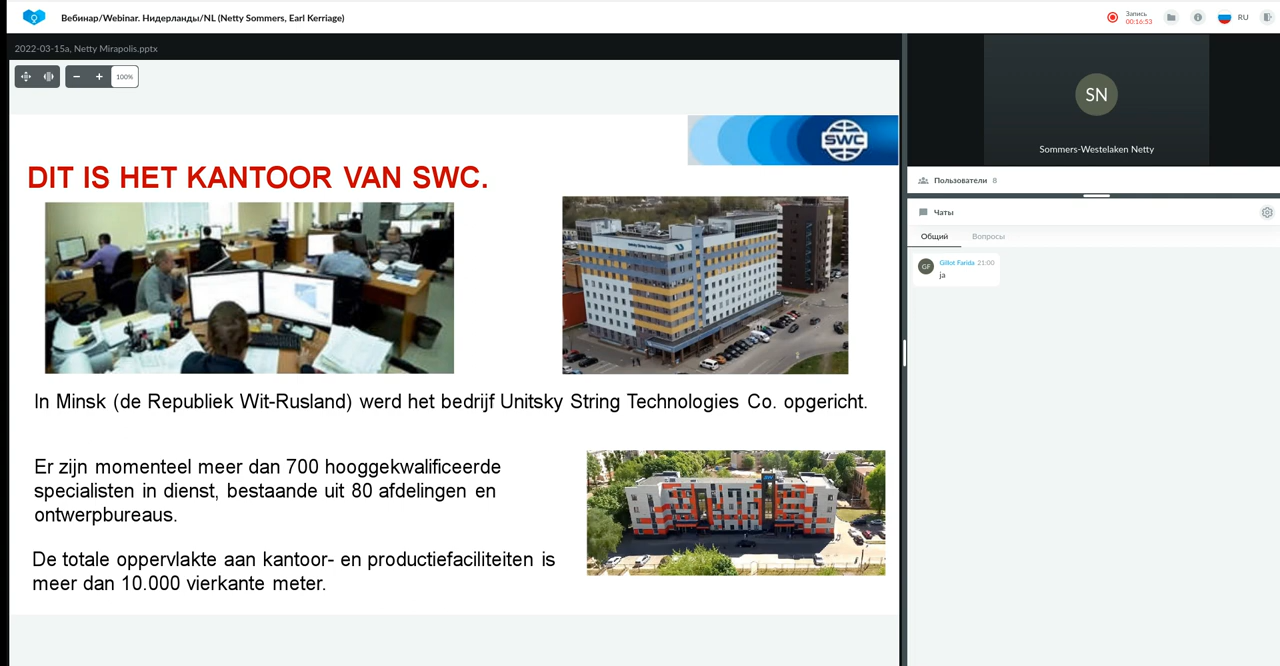 Вебинар/Webinar. Нидерланды/NL (Netty Sommers, Earl Kerriage)
Запись
00:16:53
RU
2022-03-15a, Netty Mirapolis.pptx
100%
SWC
DIT IS HET KANTOOR VAN SWC.
In Minsk (de Republiek Wit-Rusland) werd het bedrijf Unitsky String Technologies Co. opgericht.
Er zijn momenteel meer dan 700 hooggekwalificeerde
specialisten in dienst, bestaande uit 80 afdelingen en
ontwerpbureaus.
De totale oppervlakte aan kantoor- en productiefaciliteiten is
meer dan 10.000 vierkante meter.
SN
Sommers-Westelaken Netty
Пользователи 8
Чаты
Общий Вопросы
GF Gillot Farida 21:00
ja